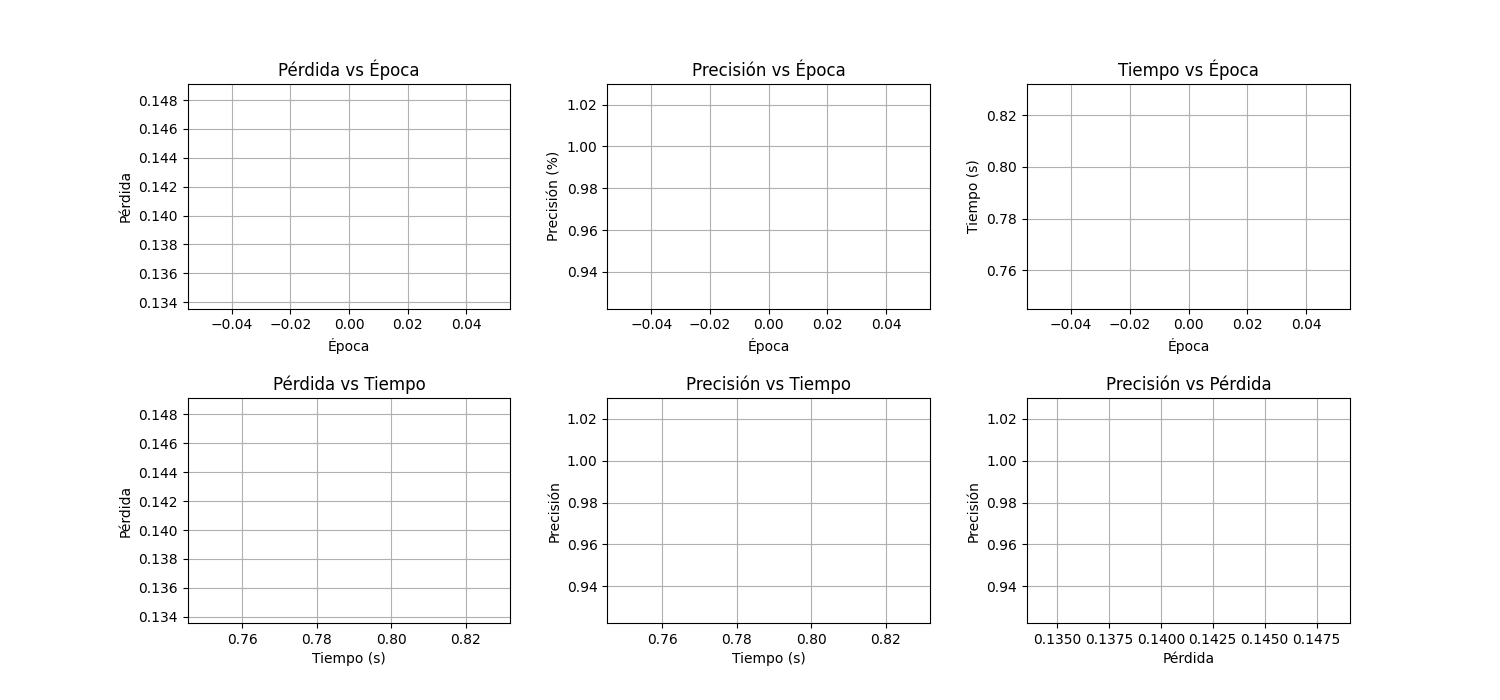 Pérdida vs Época
Pérdida
0.148
0.146
0.144
0.142
0.140
0.138
0.136
0.134
−0.04 −0.02 0.00 0.02 0.04
Época
Precisión vs Época
Precisión (%)
1.02
1.00
0.98
0.96
0.94
−0.04 −0.02 0.00 0.02 0.04
Época
Tiempo vs Época
Tiempo (s)
0.82
0.80
0.78
0.76
−0.04 −0.02 0.00 0.02 0.04
Época
Pérdida vs Tiempo
Pérdida
0.148
0.146
0.144
0.142
0.140
0.138
0.136
0.134
0.76 0.78 0.80 0.82
Tiempo (s)
Precisión vs Tiempo
Precisión
1.02
1.00
0.98
0.96
0.94
0.76 0.78 0.80 0.82
Tiempo (s)
Precisión vs Pérdida
Precisión
1.02
1.00
0.98
0.96
0.94
0.1350 0.1375 0.1400 0.1425 0.1450 0.1475
Pérdida